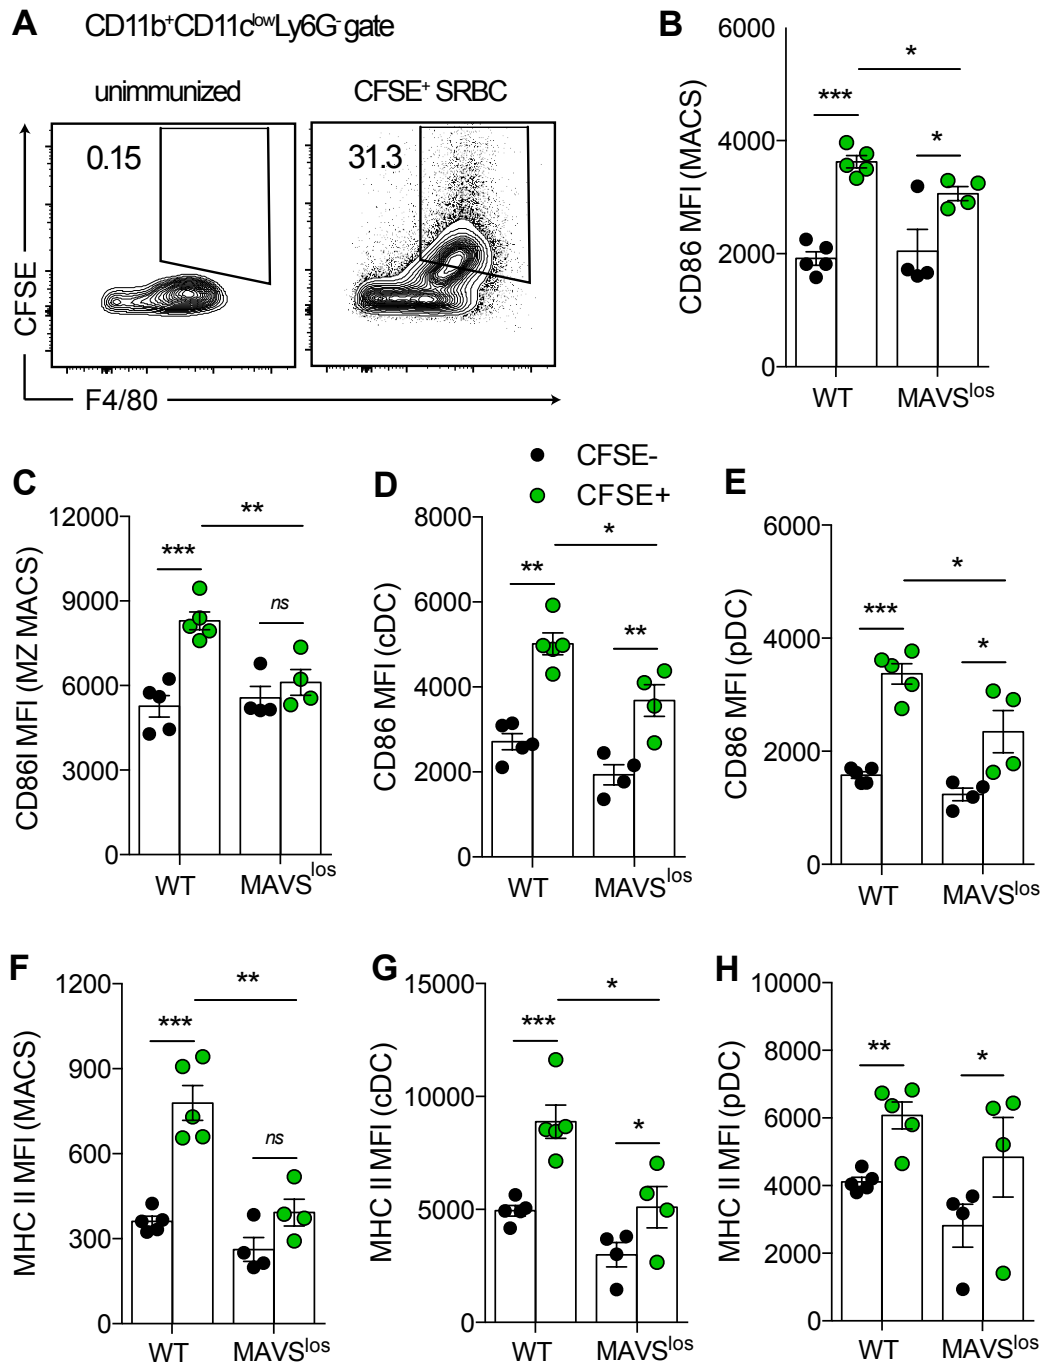 A
CD11b⁺CD11cˡᵒʷLy6G⁻ gate
unimmunized
CFSE⁺ SRBC
0.15
31.3
CFSE
F4/80
B
CD86 MFI (MACS)
6000
4000
2000
0
*
***
*
WT
MAVSˡᵒˢ
CFSE-
CFSE+
C
CD86I MFI (MZ MACS)
12000
9000
6000
3000
0
**
***
ns
WT
MAVSˡᵒˢ
D
CD86 MFI (cDC)
8000
6000
4000
2000
0
*
**
**
WT
MAVSˡᵒˢ
E
CD86 MFI (pDC)
6000
4000
2000
0
*
***
*
WT
MAVSˡᵒˢ
F
MHC II MFI (MACS)
1200
900
600
300
0
**
***
ns
WT
MAVSˡᵒˢ
G
MHC II MFI (cDC)
15000
10000
5000
0
*
***
*
WT
MAVSˡᵒˢ
H
MHC II MFI (pDC)
10000
8000
6000
4000
2000
0
**
*
WT
MAVSˡᵒˢ